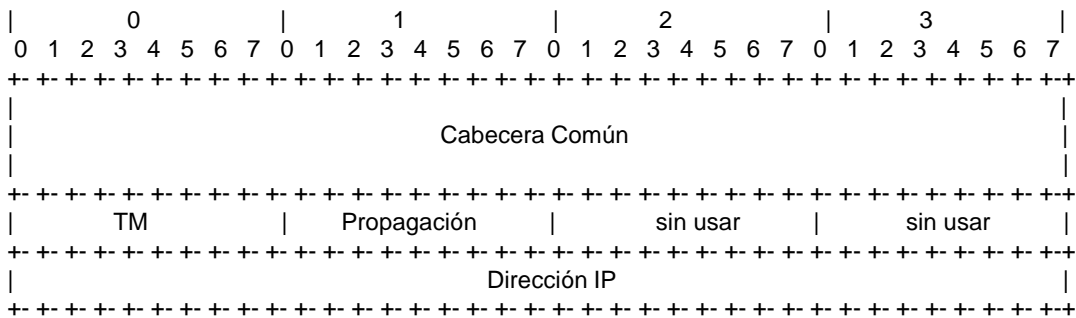 | 0 | 1 | 2 | 3 |
0 1 2 3 4 5 6 7 0 1 2 3 4 5 6 7 0 1 2 3 4 5 6 7 0 1 2 3 4 5 6 7
+- +- +- +- +- +- +- +- +- +- +- +- +- +- +- +- +- +- +- +- +- +- +- +- +- +- +- +- +- +- +- +-+
| |
| Cabecera Común |
| |
+- +- +- +- +- +- +- +- +- +- +- +- +- +- +- +- +- +- +- +- +- +- +- +- +- +- +- +- +- +- +- +-+
| TM | Propagación | sin usar | sin usar |
+- +- +- +- +- +- +- +- +- +- +- +- +- +- +- +- +- +- +- +- +- +- +- +- +- +- +- +- +- +- +- +-+
| Dirección IP |
+- +- +- +- +- +- +- +- +- +- +- +- +- +- +- +- +- +- +- +- +- +- +- +- +- +- +- +- +- +- +- +-+